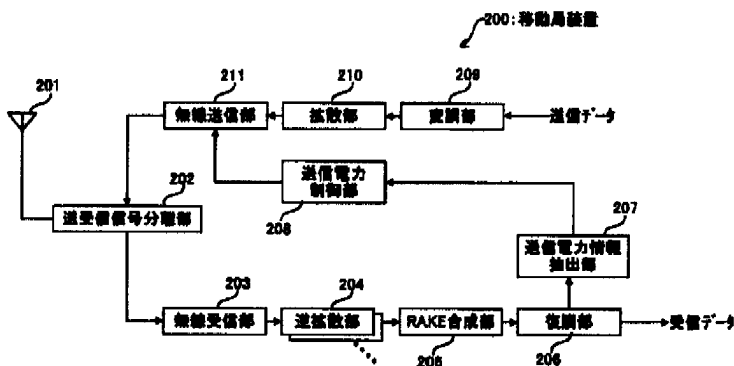 200:移動局装置
201
211
210
209
無線送信部
拡散部
変調部
送信データ
送信電力
制御部
208
202
送受信信号分離部
207
送信電力情報
抽出部
203
204
無線受信部
逆拡散部
RAKE合成部
205
復調部
206
受信データ